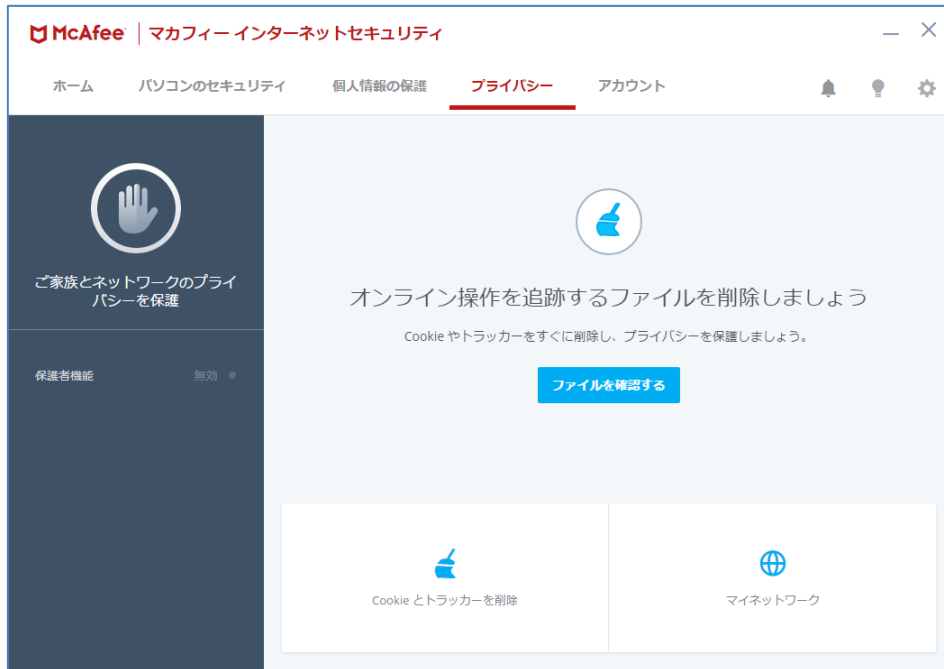 McAfee マカフィー インターネットセキュリティ
ホーム パソコンのセキュリティ 個人情報の保護 プライバシー アカウント
ご家族とネットワークのプライ
バシーを保護
保護者機能 無効
オンライン操作を追跡するファイルを削除しましょう
Cookie やトラッカーをすぐに削除し、プライバシーを保護しましょう。
ファイルを確認する
Cookie とトラッカーを削除
マイネットワーク